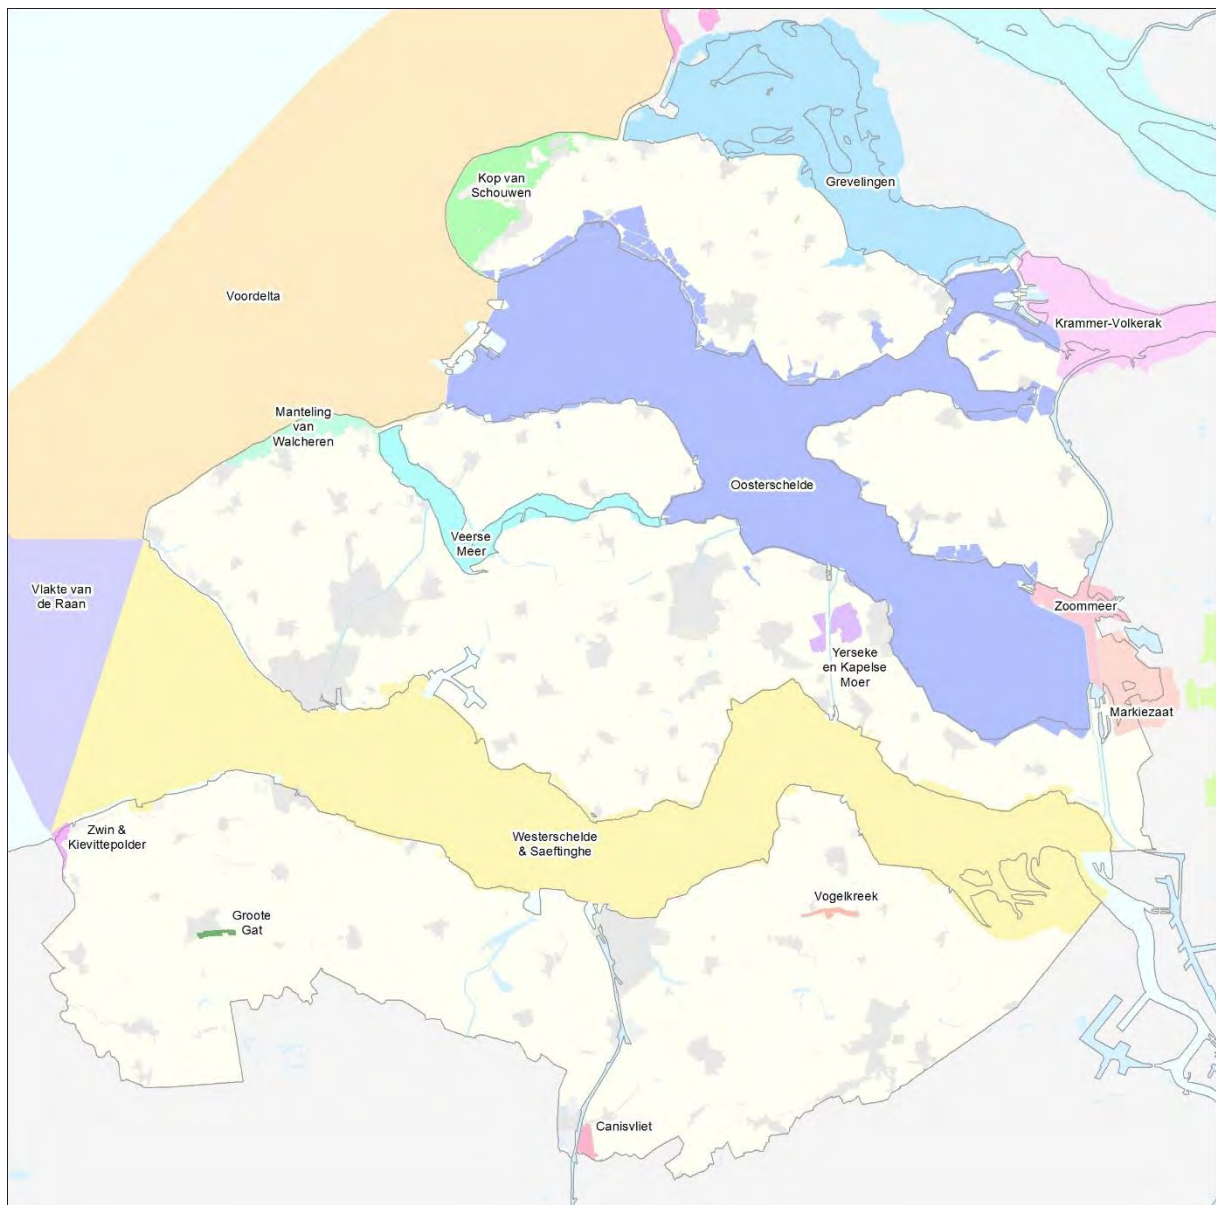 Kop van
Schouwen
Grevelingen
Voordelta
Krammer-Volkerak
Manteling
van
Walcheren
Oosterschelde
Veerse
Meer
Vlakte van
de Raan
Zoommeer
Yerseke
en Kapelse
Moer
Markiezaat
Zwin &
Kievittepolder
Westerschelde
& Saeftinghe
Vogelkreek
Groote
Gat
Canisvliet